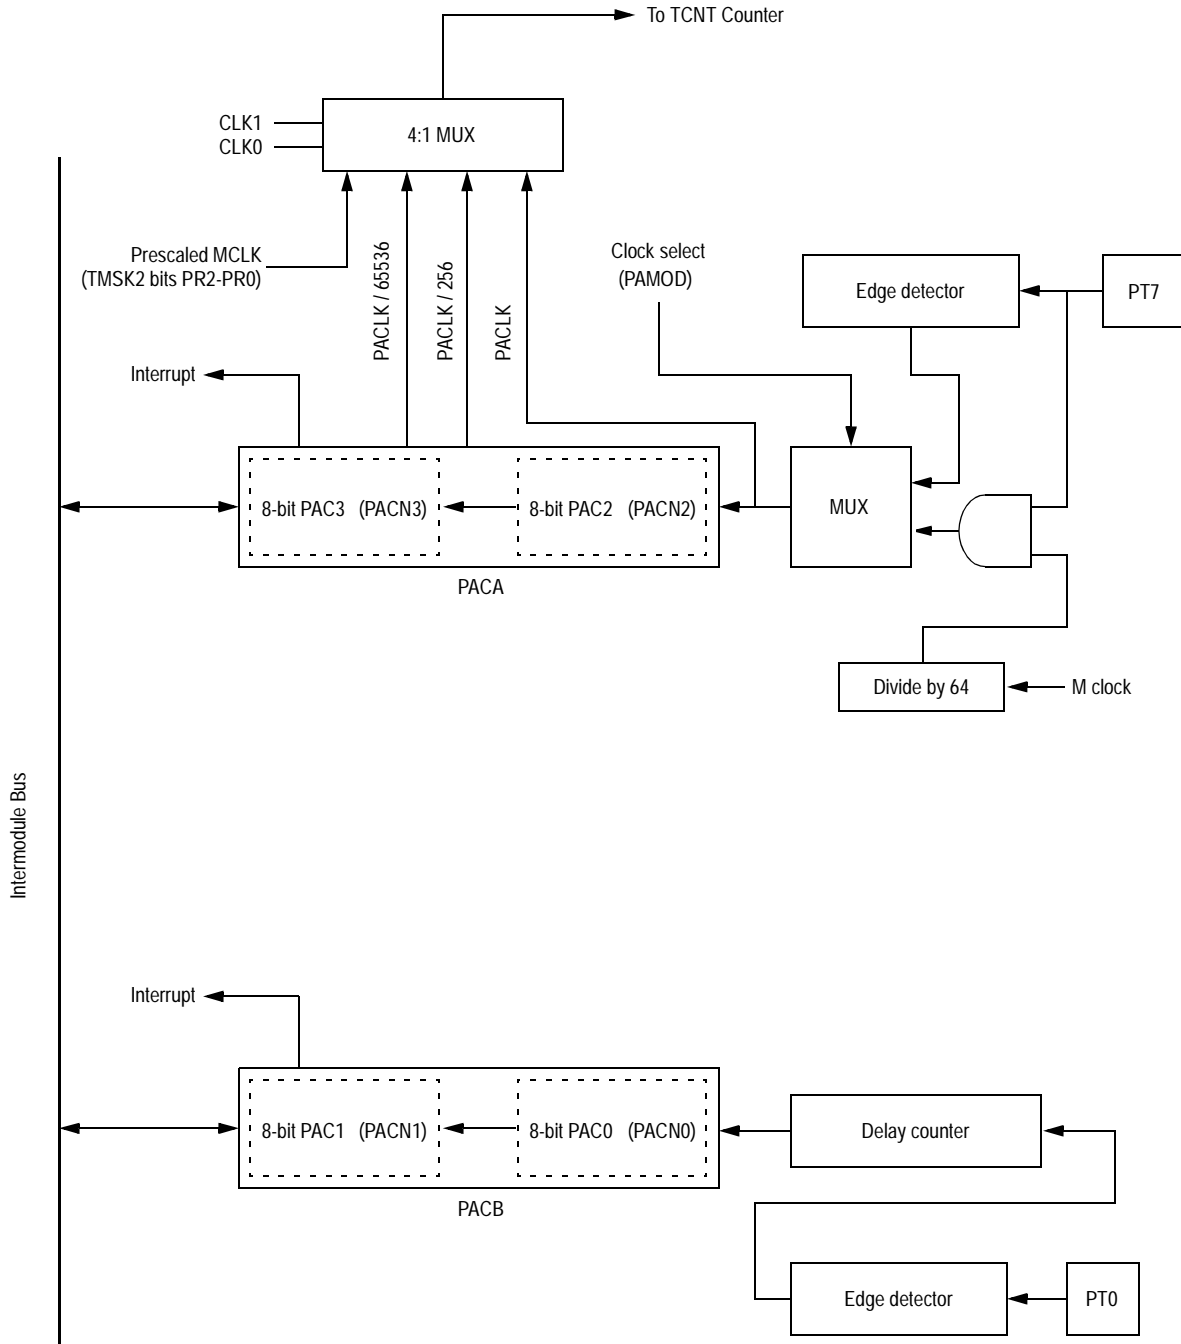 To TCNT Counter
CLK1
CLK0
4:1 MUX
Prescaled MCLK
(TMSK2 bits PR2-PR0)
PACLK / 65536
PACLK / 256
PACLK
Clock select
(PAMOD)
Edge detector
PT7
Interrupt
8-bit PAC3 (PACN3)
8-bit PAC2 (PACN2)
MUX
PACA
Divide by 64
M clock
Intermodule Bus
Interrupt
8-bit PAC1 (PACN1)
8-bit PAC0 (PACN0)
Delay counter
PACB
Edge detector
PT0